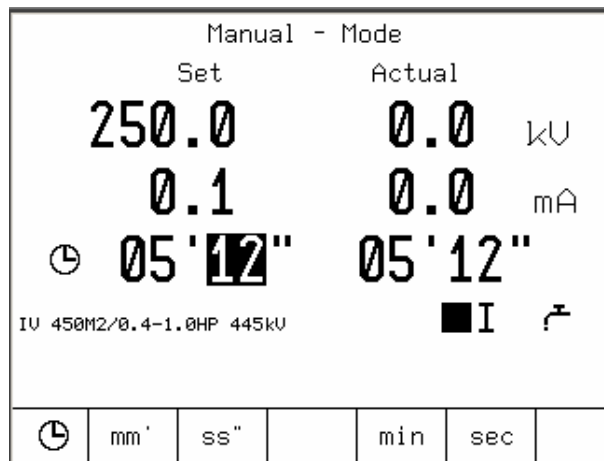 Manual - Mode
Set Actual
250.0 0.0 kV
0.1 0.0 mA
05'12" 05'12"
IV 450M2/0.4-1.0HP 445kV I
mm' ss" min sec